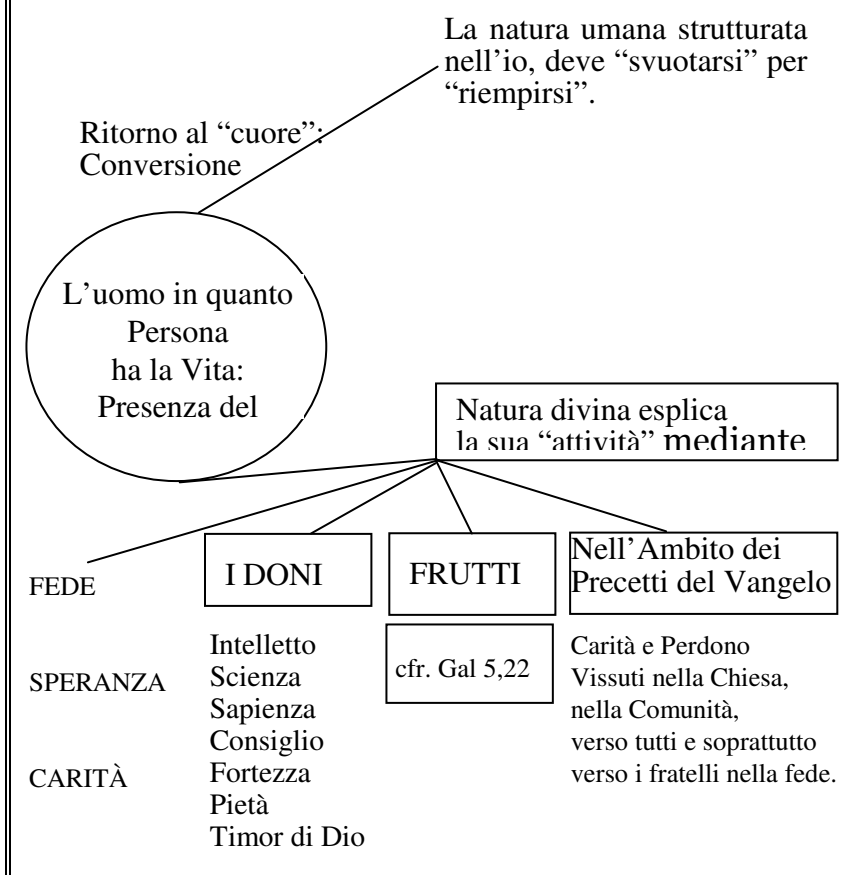 La natura umana strutturata
nell’io, deve “svuotarsi” per
“riempirsi”.
Ritorno al “cuore”:
Conversione
L’uomo in quanto
Persona
ha la Vita:
Presenza del
Natura divina esplica
la sua “attività” mediante
FEDE
SPERANZA
CARITÀ
I DONI
Intelletto
Scienza
Sapienza
Consiglio
Fortezza
Pietà
Timor di Dio
FRUTTI
cfr. Gal 5,22
Nell’Ambito dei
Precetti del Vangelo
Carità e Perdono
Vissuti nella Chiesa,
nella Comunità,
verso tutti e soprattutto
verso i fratelli nella fede.